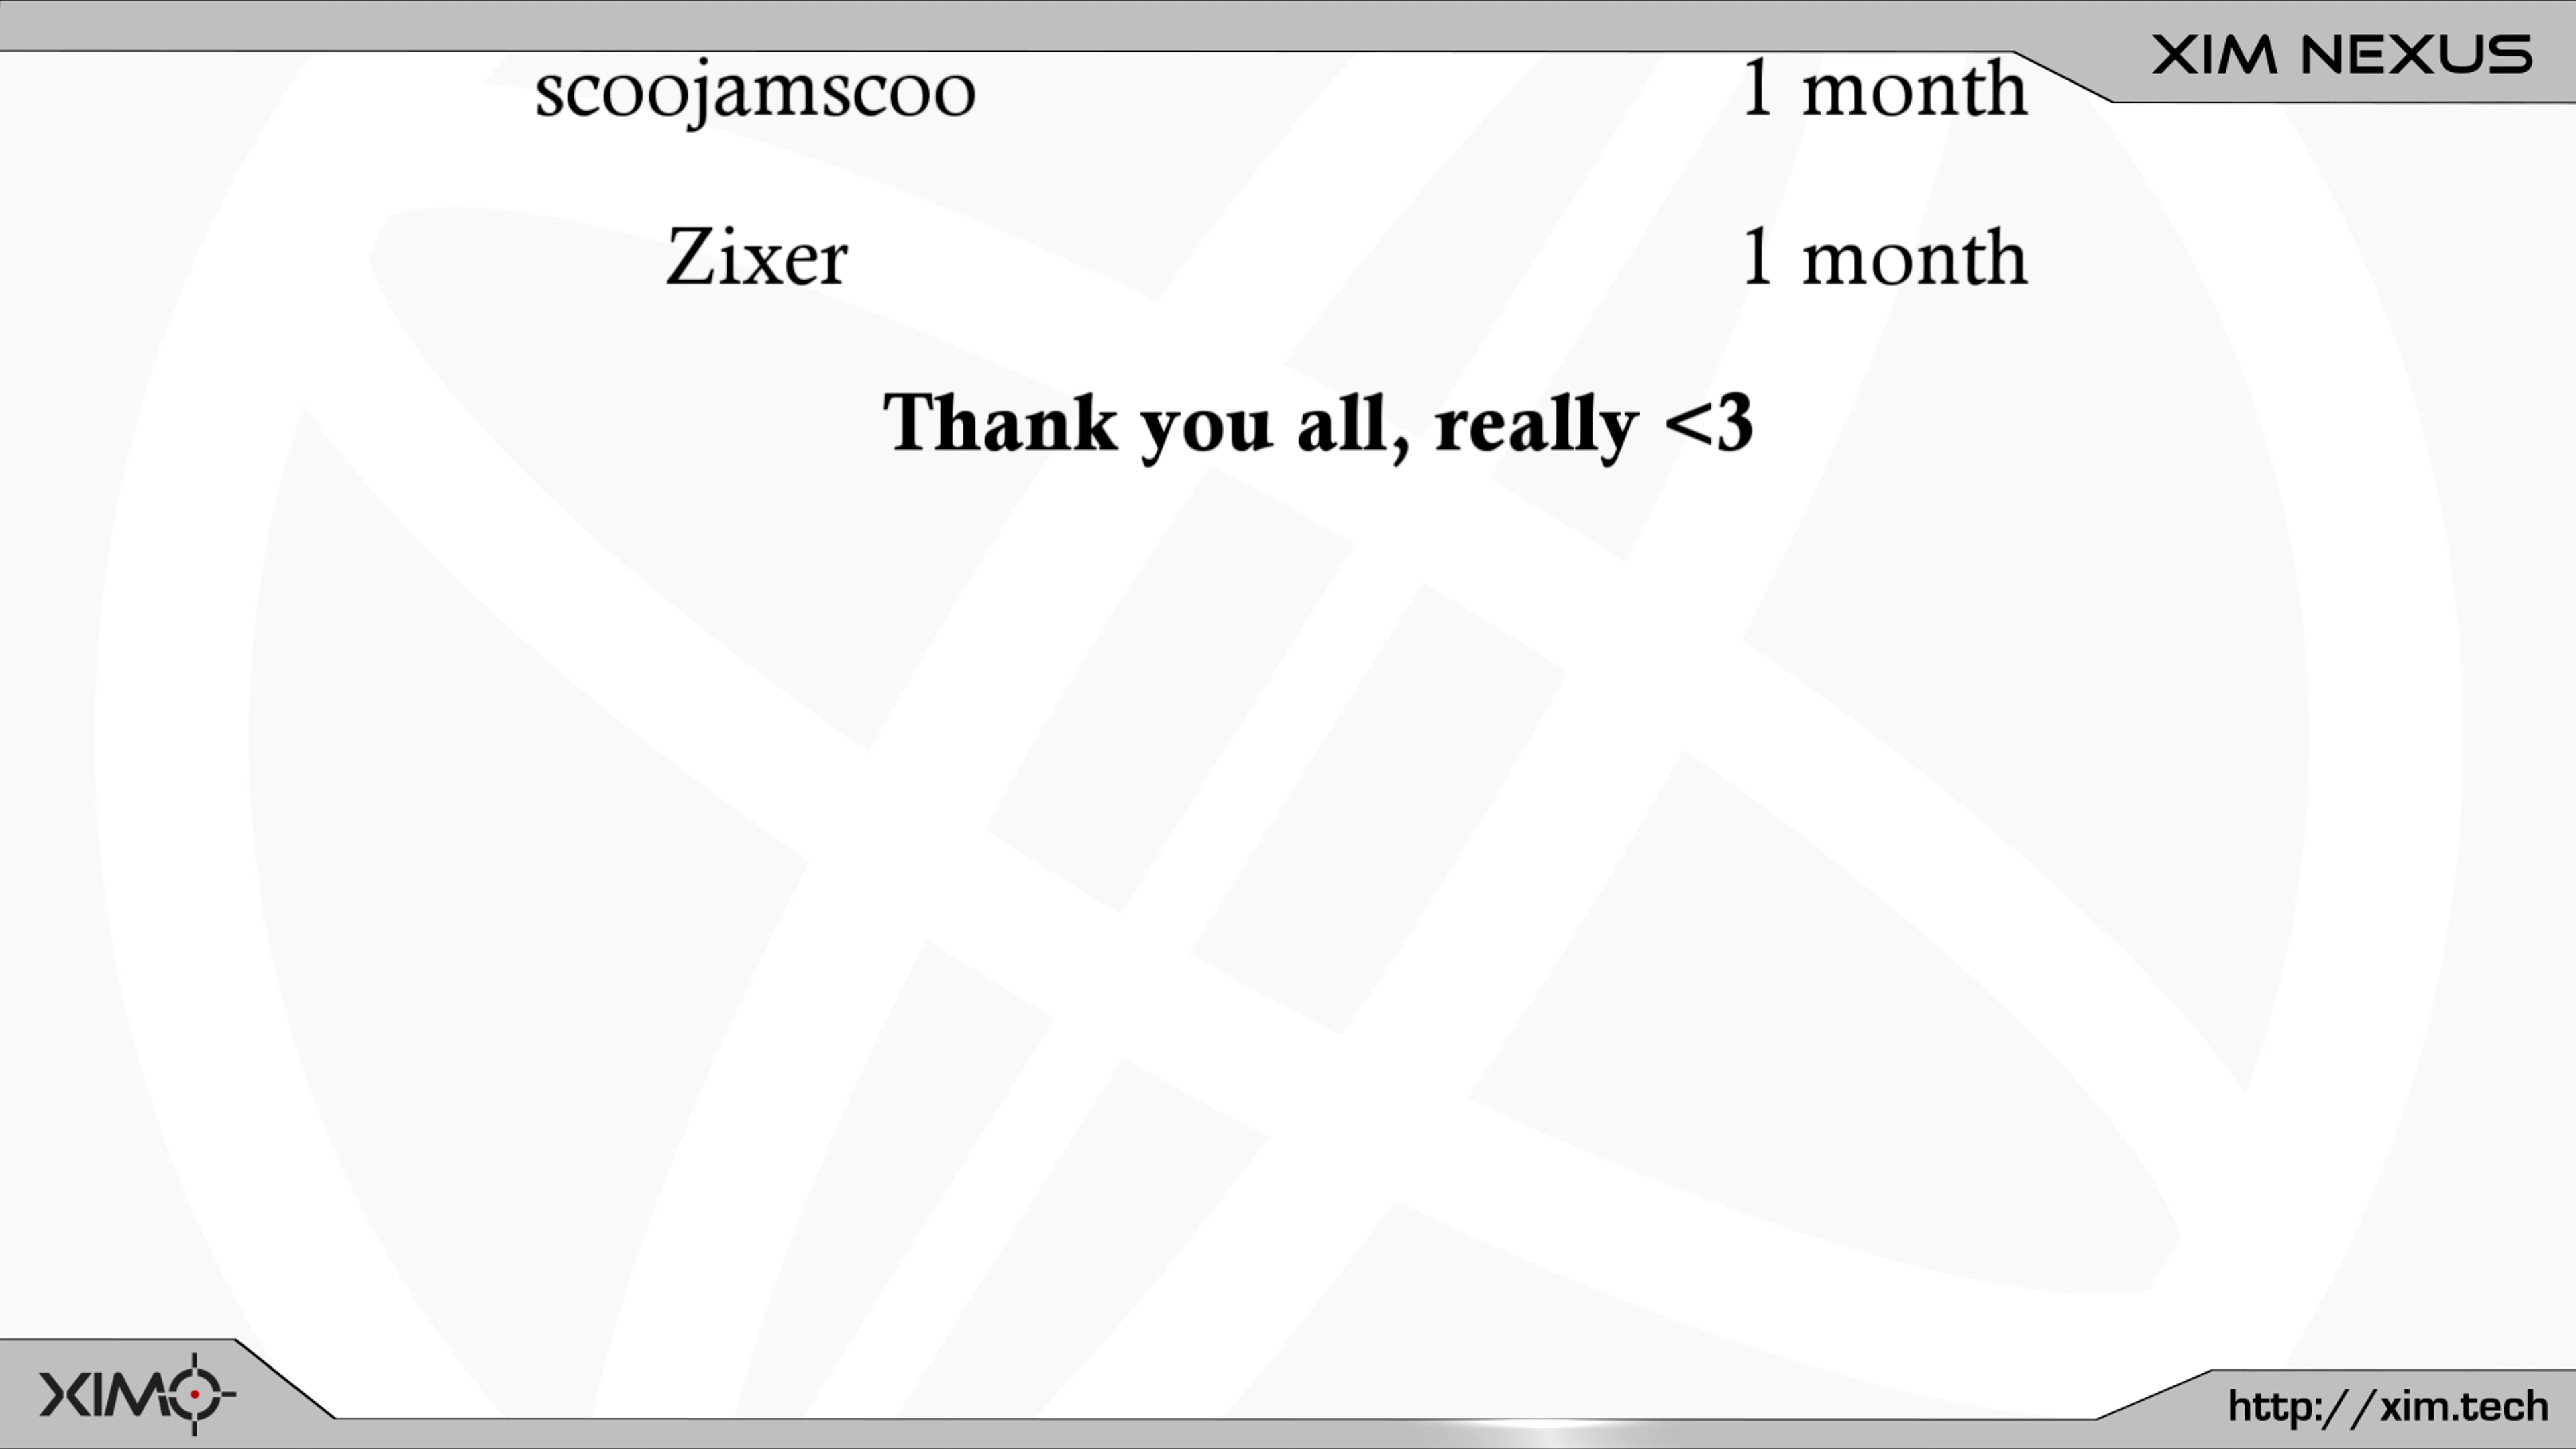 XIM NEXUS
scoojamscoo 1 month
Zixer 1 month
Thank you all, really <3
XIM
http://xim.tech